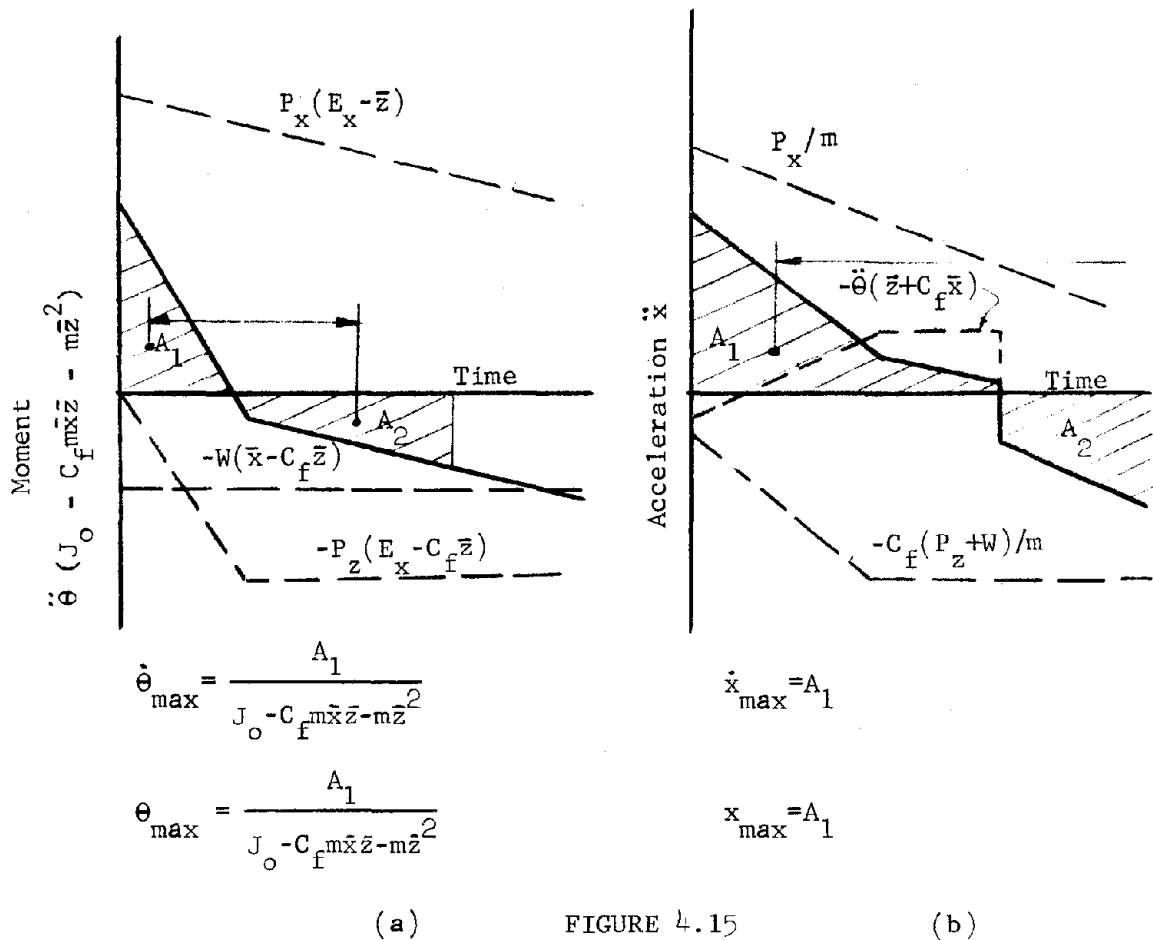 P_x(E_x-z̄)
A_1
Time
A_2
-W(x̄-C_f z̄)
-P_z(E_x-C_f z̄)
Moment
θ̈ (J_o - C_f m x̄ z̄ - m z̄²)
P_x/m
-θ̈(z̄+C_f x̄)
A_1
Time
A_2
-C_f(P_z+W)/m
Acceleration ẍ
θ̇_max = A_1 / (J_o-C_f m x̄ z̄-m z̄²)
ẋ_max=A_1
θ_max = A_1 / (J_o-C_f m x̄ z̄-m z̄²)
x_max=A_1
(a) FIGURE 4.15 (b)